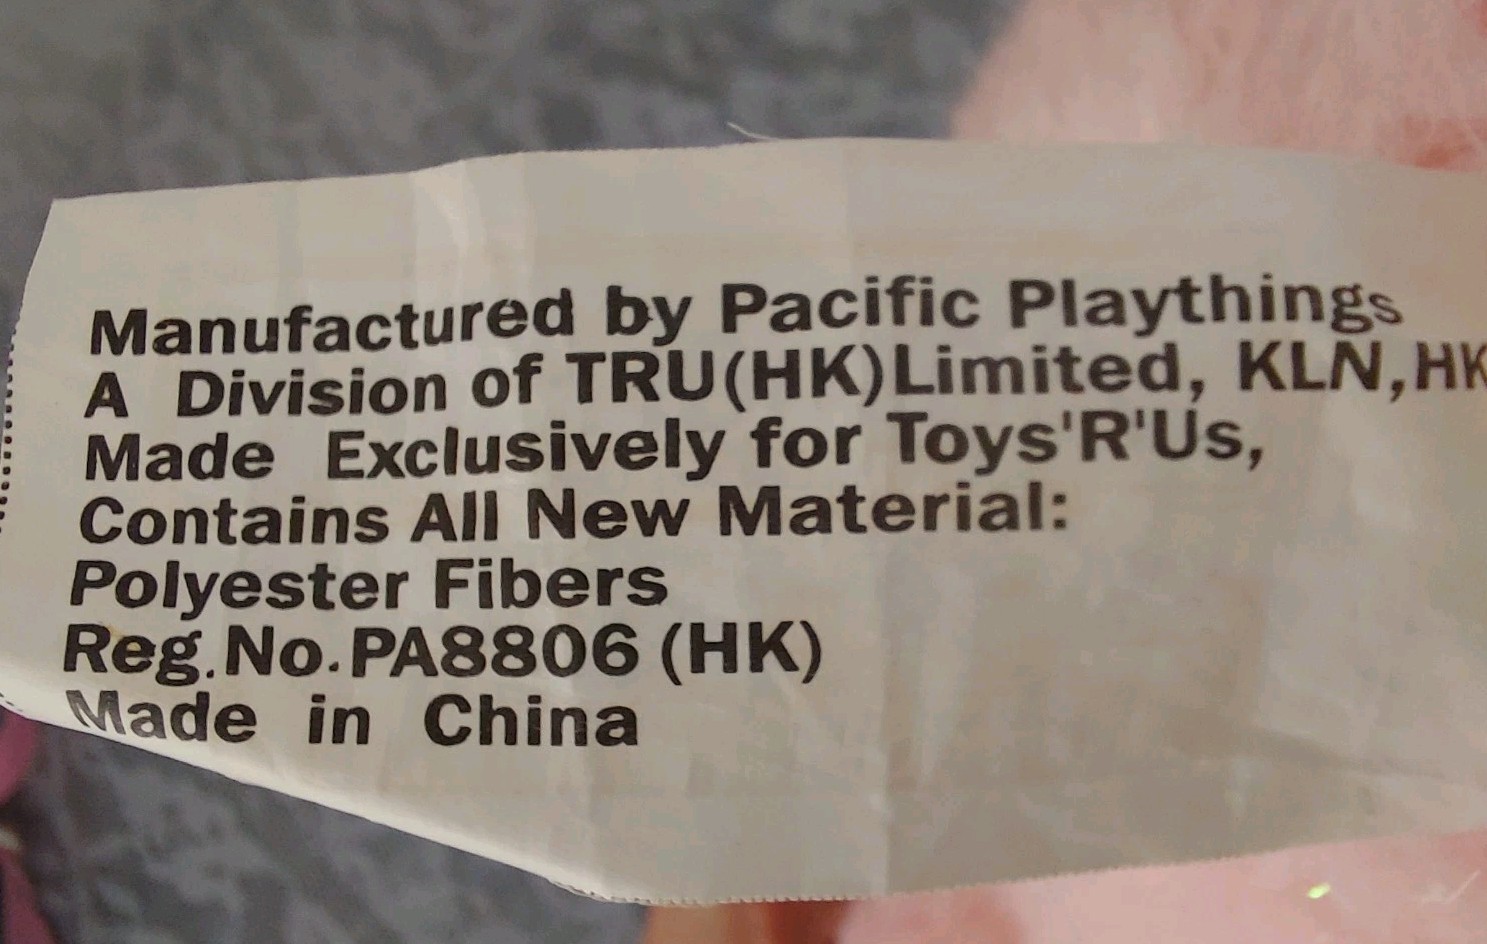 Manufactured by Pacific Playthings
A Division of TRU(HK)Limited, KLN,HK
Made Exclusively for Toys'R'Us,
Contains All New Material:
Polyester Fibers
Reg.No.PA8806 (HK)
Made in China